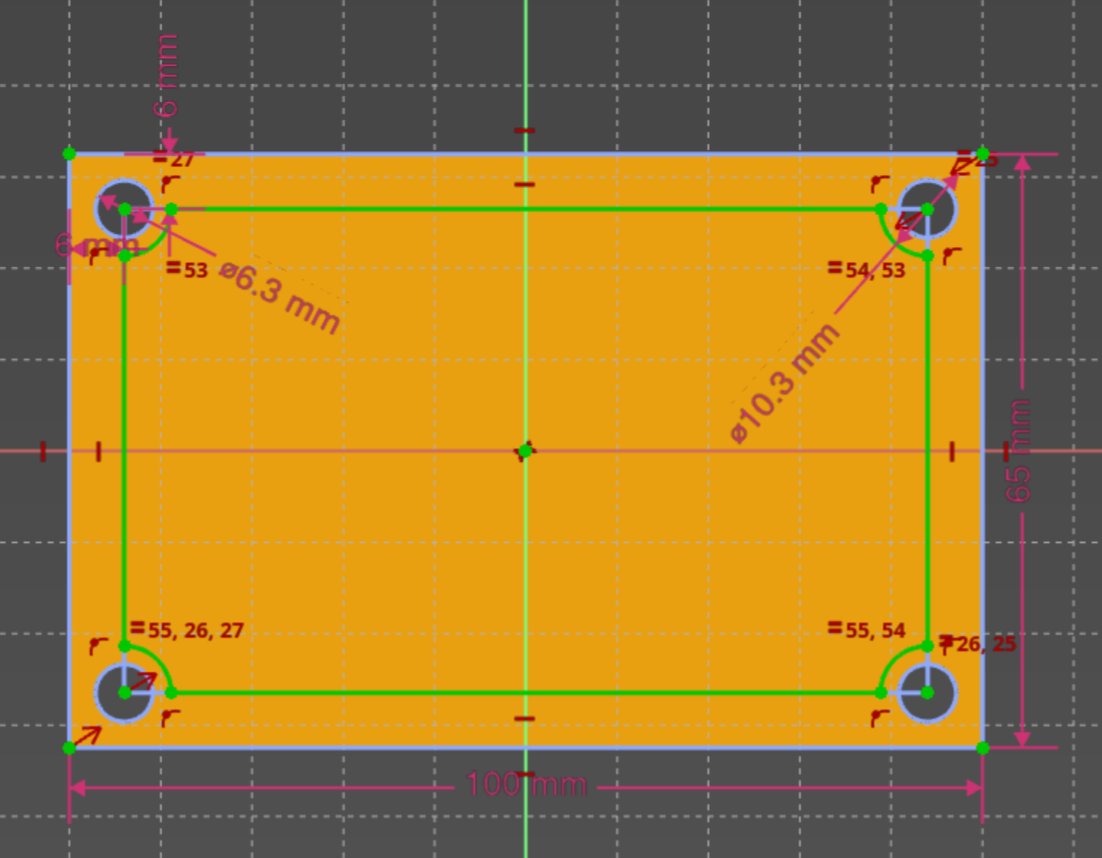 6 mm
= 27
= 25
6 mm
= 53
ø6.3 mm
= 54, 53
ø10.3 mm
65 mm
= 55, 26, 27
= 55, 54
26, 25
100 mm